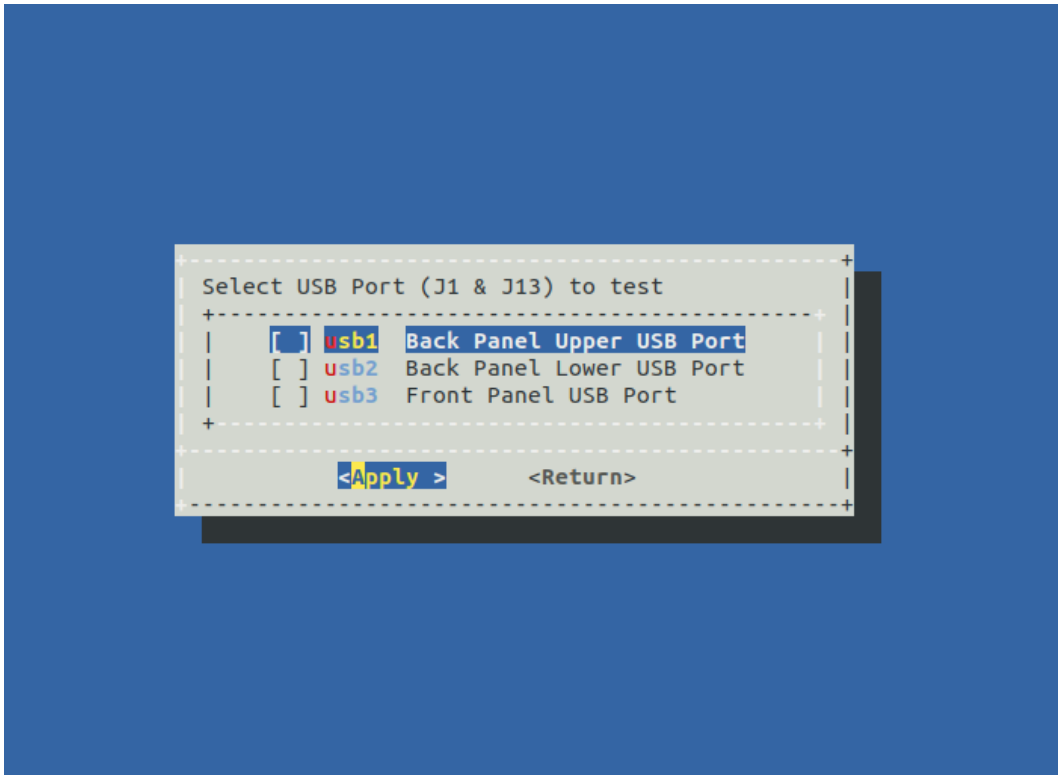 Select USB Port (J1 & J13) to test
[ ] usb1 Back Panel Upper USB Port
[ ] usb2 Back Panel Lower USB Port
[ ] usb3 Front Panel USB Port
<Apply > <Return>